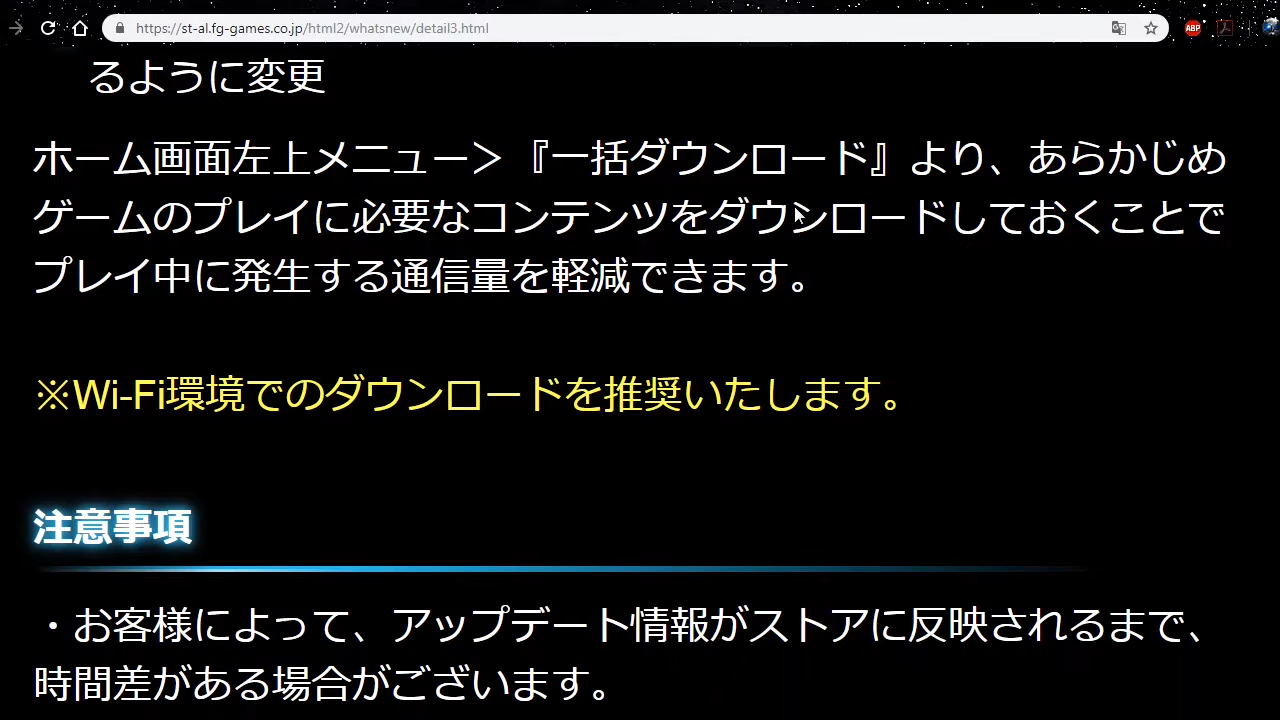 https://st-al.fg-games.co.jp/html2/whatsnew/detail3.html
ABP
るように変更
ホーム画面左上メニュー＞『一括ダウンロード』より、あらかじめ
ゲームのプレイに必要なコンテンツをダウンロードしておくことで
プレイ中に発生する通信量を軽減できます。
※Wi-Fi環境でのダウンロードを推奨いたします。
注意事項
・お客様によって、アップデート情報がストアに反映されるまで、
時間差がある場合がございます。